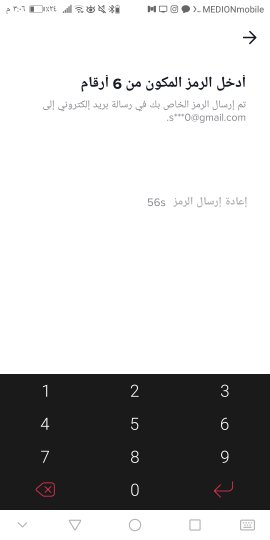 ٣:٠٦ م ٪٢٤ MEDIONmobile
أدخل الرمز المكون من 6 أرقام
تم إرسال الرمز الخاص بك في رسالة بريد إلكتروني إلى
s***0@gmail.com.
إعادة إرسال الرمز 56s
1 2 3
4 5 6
7 8 9
0